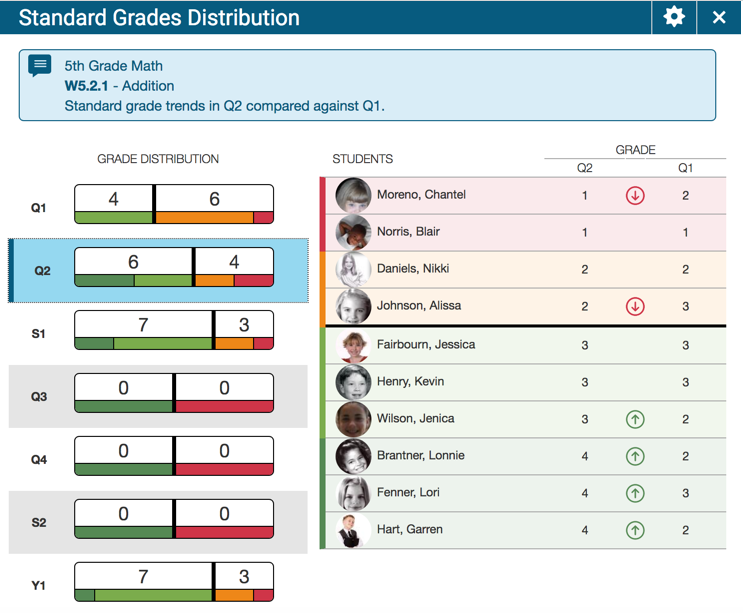 Standard Grades Distribution
5th Grade Math
W5.2.1 - Addition
Standard grade trends in Q2 compared against Q1.
GRADE DISTRIBUTION
Q1 4 6
Q2 6 4
S1 7 3
Q3 0 0
Q4 0 0
S2 0 0
Y1 7 3
STUDENTS GRADE
Q2 Q1
Moreno, Chantel 1 2
Norris, Blair 1 1
Daniels, Nikki 2 2
Johnson, Alissa 2 3
Fairbourn, Jessica 3 3
Henry, Kevin 3 3
Wilson, Jenica 3 2
Brantner, Lonnie 4 2
Fenner, Lori 4 3
Hart, Garren 4 2